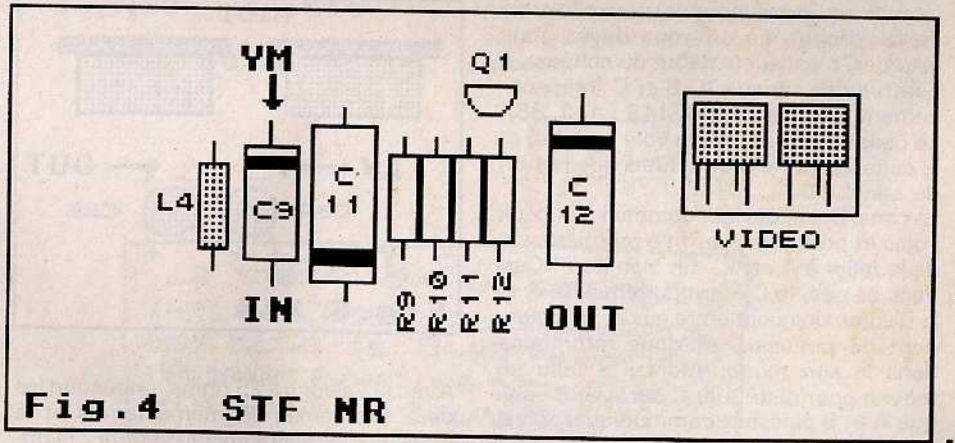 YM
Q1
L4
C9
C
11
C
12
R9
R10
R11
R12
VIDEO
IN
OUT
Fig.4 STF NR